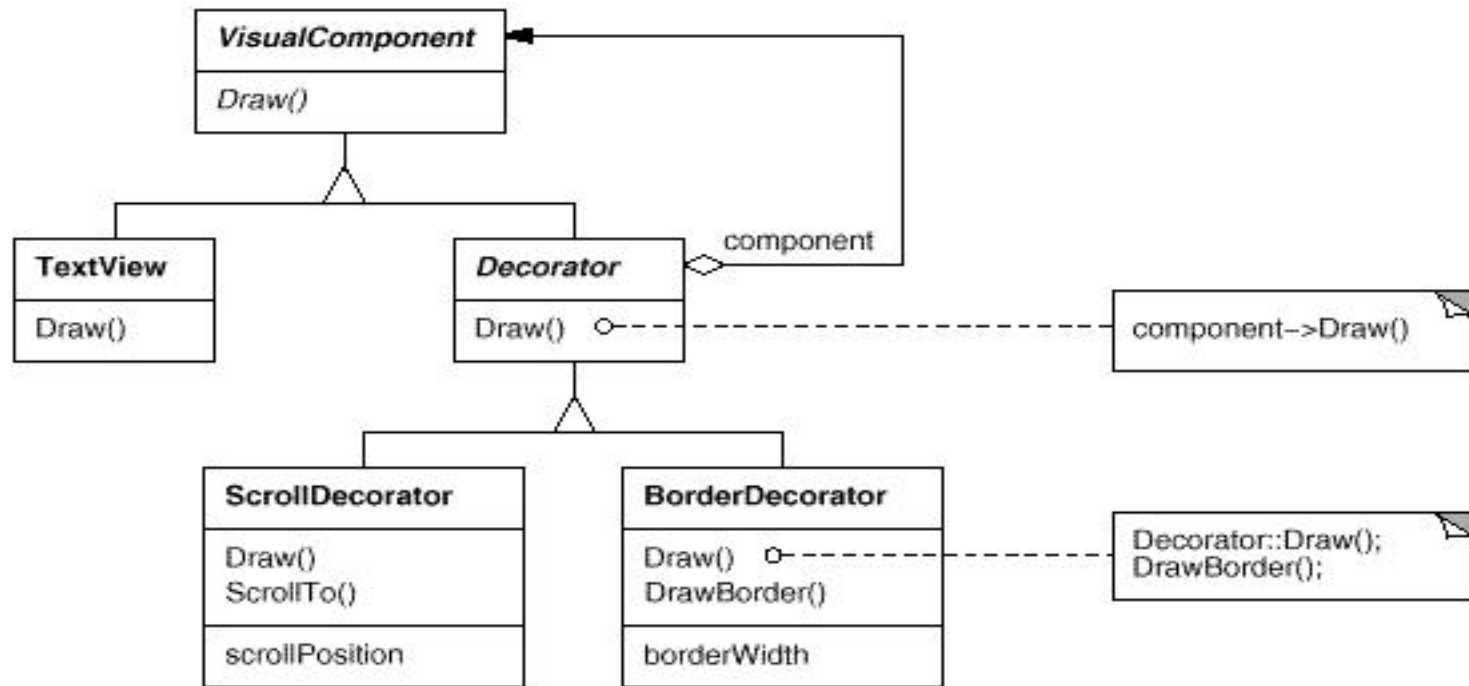 VisualComponent
Draw()
TextView
Draw()
Decorator
Draw()
component
component->Draw()
ScrollDecorator
Draw()
ScrollTo()
scrollPosition
BorderDecorator
Draw()
DrawBorder()
borderWidth
Decorator::Draw();
DrawBorder();